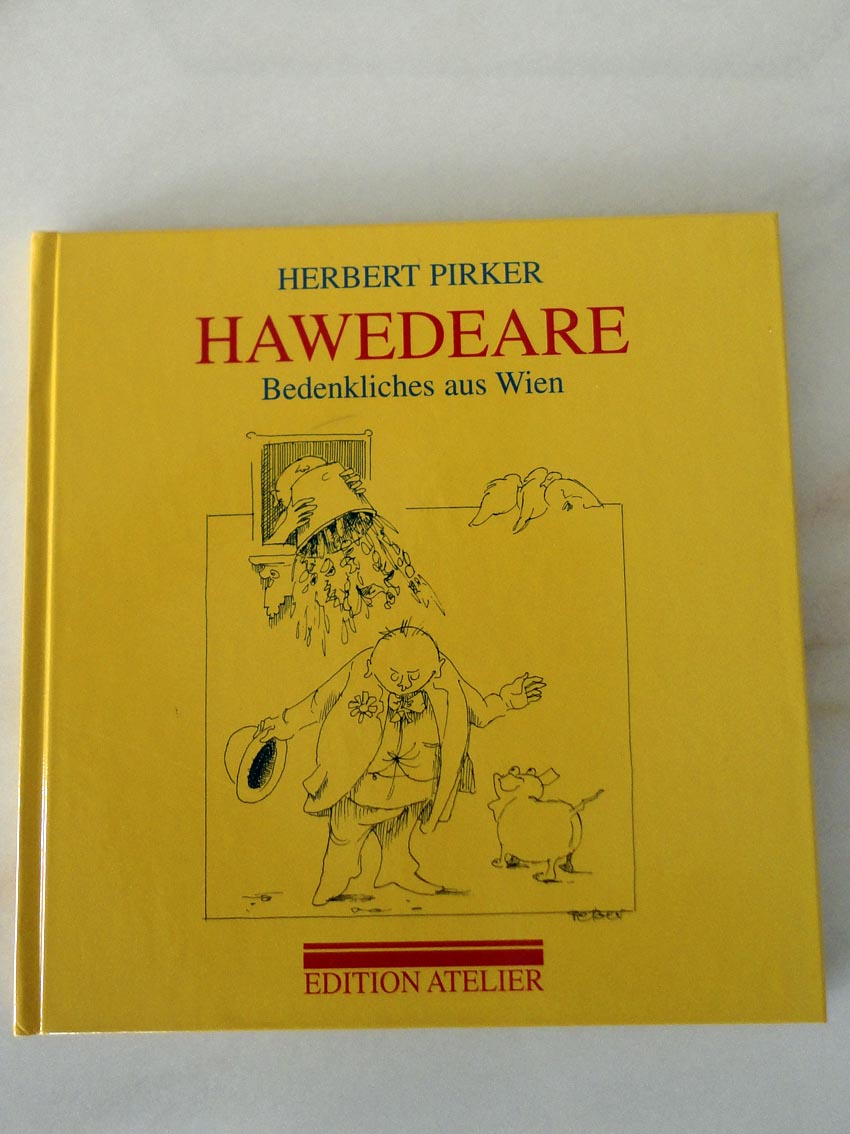 HERBERT PIRKER
HAWEDEARE
Bedenkliches aus Wien
EDITION ATELIER